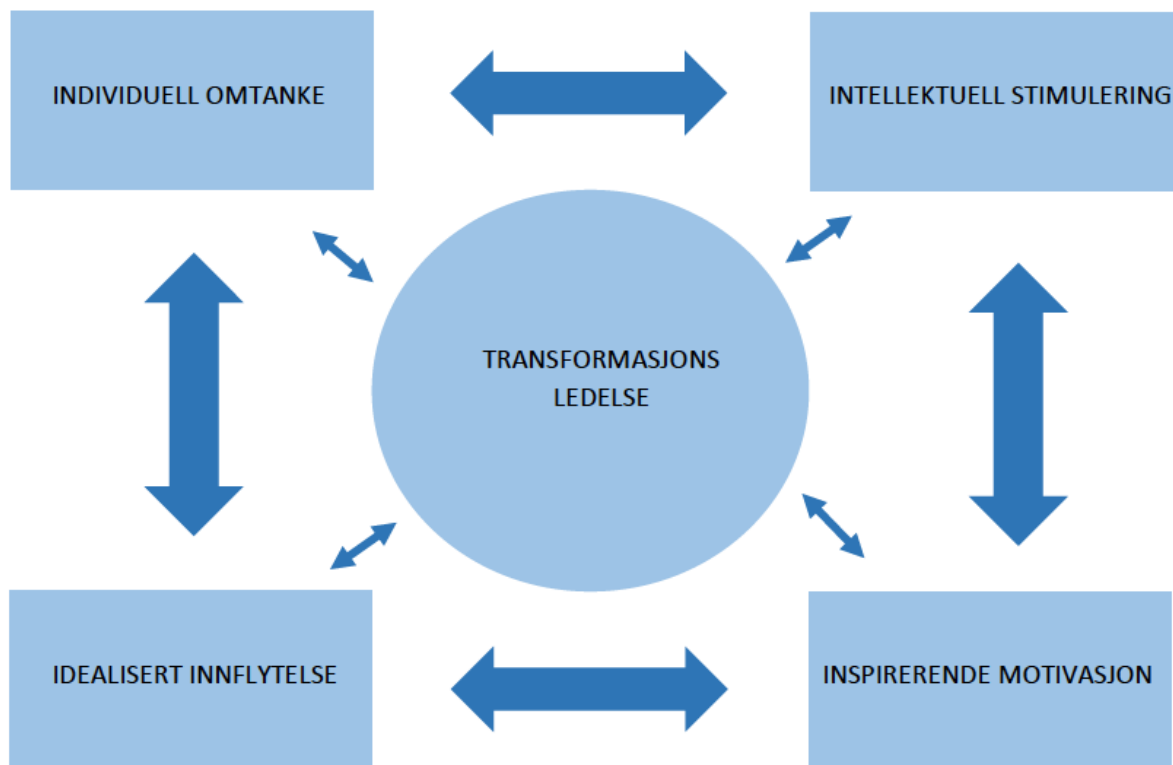 INDIVIDUELL OMTANKE
INTELLEKTUELL STIMULERING
TRANSFORMASJONS
LEDELSE
IDEALISERT INNFLYTELSE
INSPIRERENDE MOTIVASJON